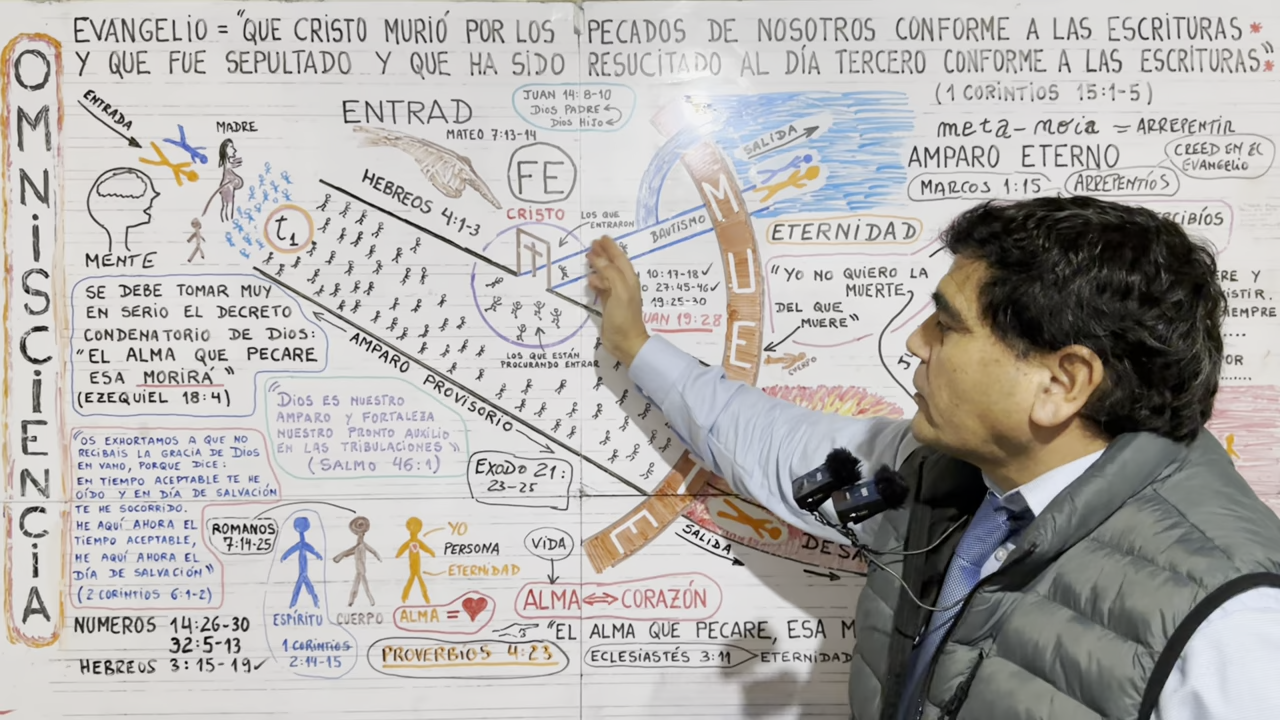 EVANGELIO = "QUE CRISTO MURIÓ POR LOS PECADOS DE NOSOTROS CONFORME A LAS ESCRITURAS *
Y QUE FUE SEPULTADO Y QUE HA SIDO RESUCITADO AL DÍA TERCERO CONFORME A LAS ESCRITURAS" *
(1 CORINTIOS 15:1-5)
OMNISCIENCIA
ENTRADA
MADRE
MENTE
t1
ENTRAD
MATEO 7:13-14
JUAN 14:8-10
DIOS PADRE
DIOS HIJO
FE
CRISTO
HEBREOS 4:1-3
LOS QUE
ENTRARON
BAUTISMO
SALIDA
MUE
meta-noia = ARREPENTIR
AMPARO ETERNO
CREED EN EL
EVANGELIO
MARCOS 1:15
ARREPENTÍOS
ETERNIDAD
"YO NO QUIERO LA
MUERTE
DEL QUE
MUERE"
CUERPO
10:17-18 ✓
27:45-46 ✓
19:25-30
JUAN 19:28
LOS QUE ESTÁN
PROCURANDO ENTRAR
AMPARO PROVISORIO
SE DEBE TOMAR MUY
EN SERIO EL DECRETO
CONDENATORIO DE DIOS:
"EL ALMA QUE PECARE
ESA MORIRÁ"
(EZEQUIEL 18:4)
"DIOS ES NUESTRO
AMPARO Y FORTALEZA
NUESTRO PRONTO AUXILIO
EN LAS TRIBULACIONES"
(SALMO 46:1)
EXODO 21:
23-25
"OS EXHORTAMOS A QUE NO
RECIBAIS LA GRACIA DE DIOS
EN VANO, PORQUE DICE:
EN TIEMPO ACEPTABLE TE HE
OÍDO Y EN DÍA DE SALVACIÓN
TE HE SOCORRIDO.
HE AQUÍ AHORA EL
TIEMPO ACEPTABLE,
HE AQUÍ AHORA EL
DÍA DE SALVACIÓN"
(2 CORINTIOS 6:1-2)
ROMANOS
7:14-25
ESPÍRITU
CUERPO
1 CORINTIOS
2:14-15
YO
PERSONA
ETERNIDAD
ALMA =
VIDA
ALMA ⇔ CORAZÓN
SALIDA
DESA
NUMEROS 14:26-30
32:5-13
HEBREOS 3:15-19 ✓
PROVERBIOS 4:23
"EL ALMA QUE PECARE, ESA M
ECLESIASTÉS 3:11
ETERNIDAD